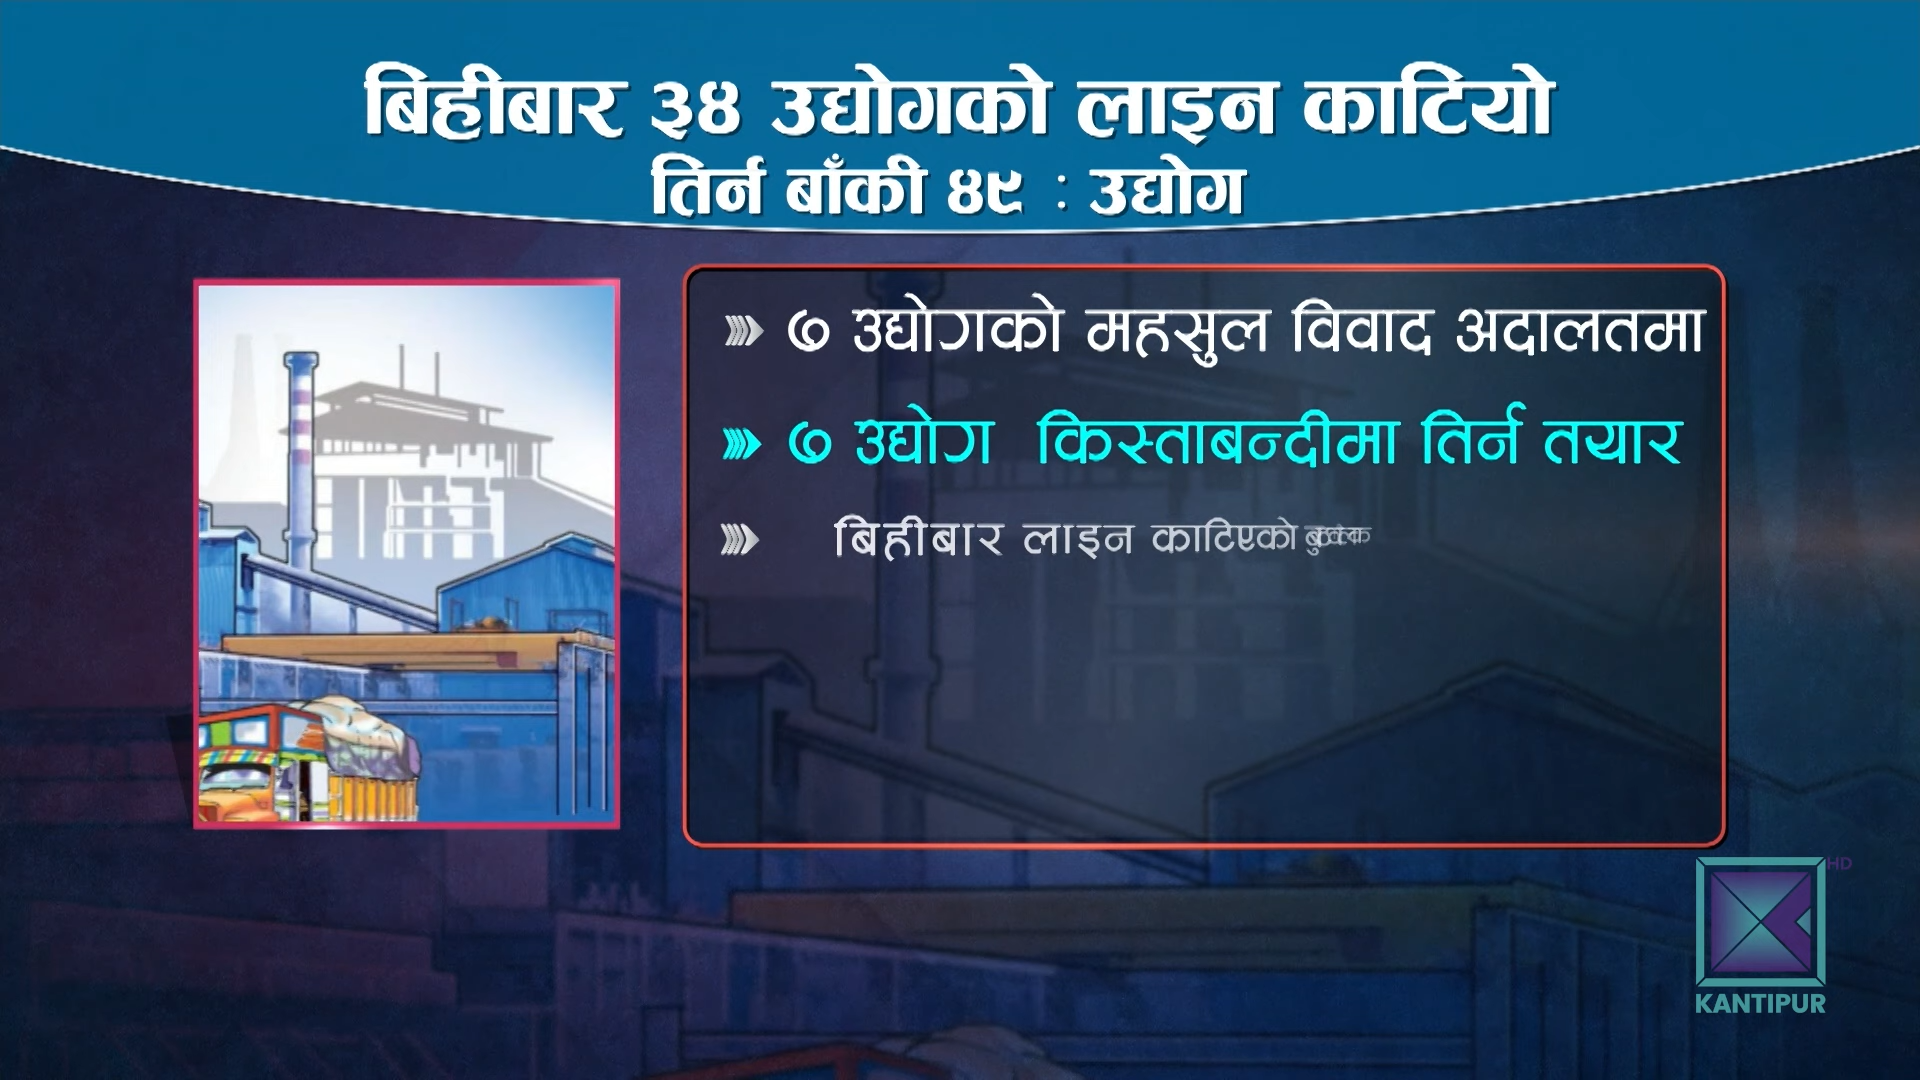 बिहीबार ३४ उद्योगको लाइन काटियो
तिर्न बाँकी ४९ : उद्योग
७ उद्योगको महसुल विवाद अदालतमा
७ उद्योग किस्ताबन्दीमा तिर्न तयार
बिहीबार लाइन काटिएको
HD
KANTIPUR